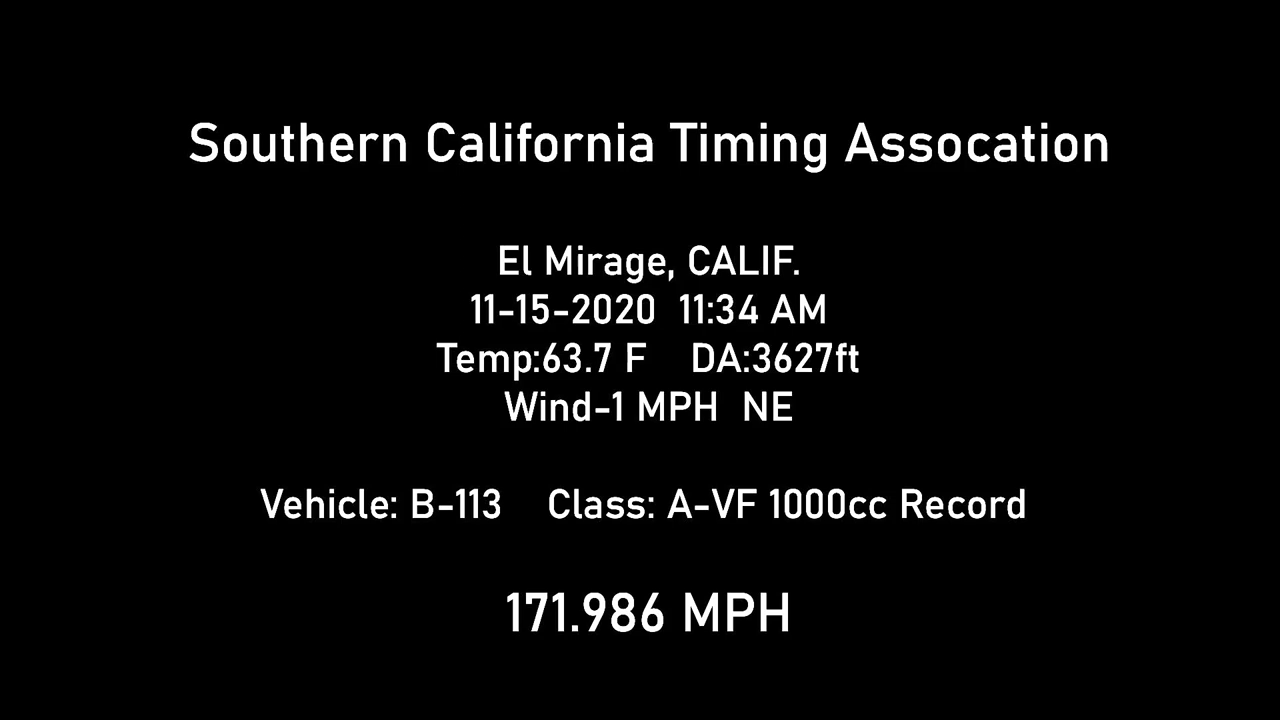 Southern California Timing Assocation
El Mirage, CALIF.
11-15-2020 11:34 AM
Temp:63.7 F DA:3627ft
Wind-1 MPH NE
Vehicle: B-113 Class: A-VF 1000cc Record
171.986 MPH